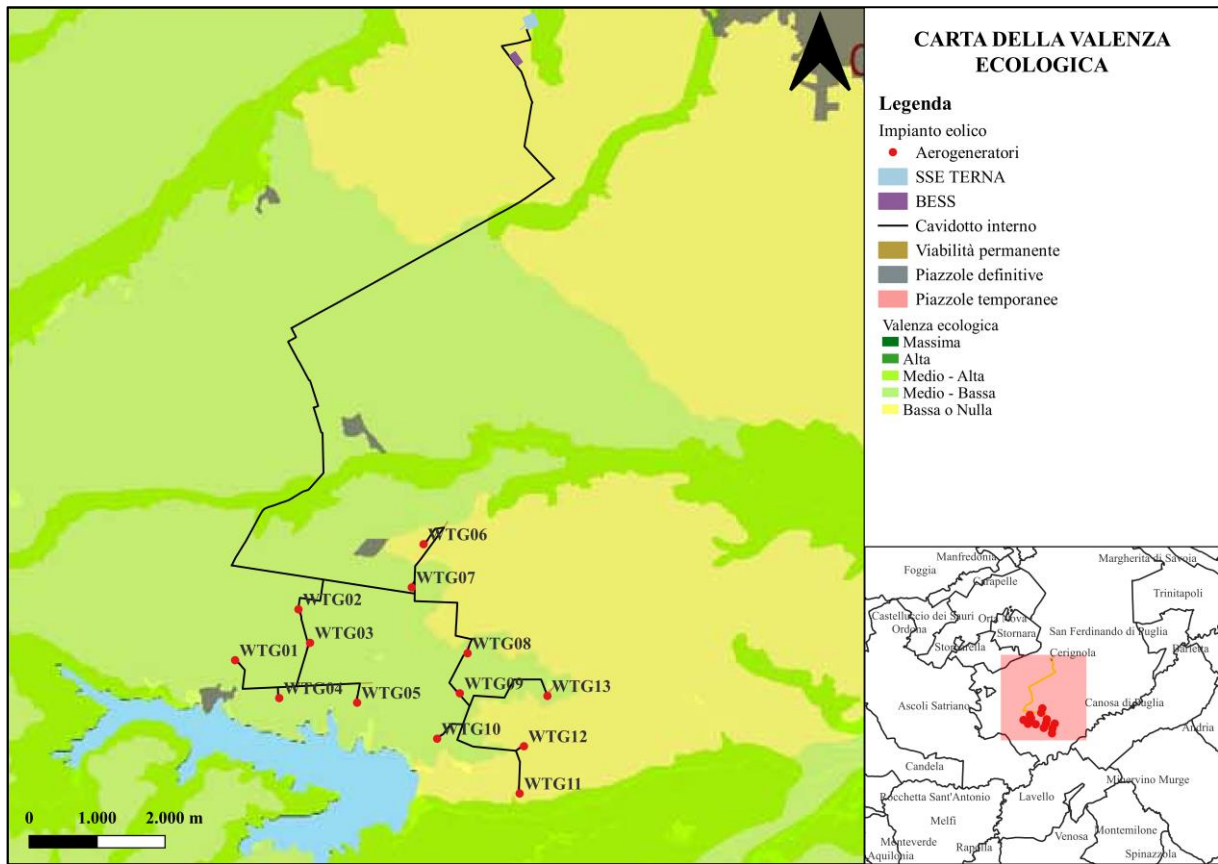 CARTA DELLA VALENZA
ECOLOGICA
Legenda
Impianto eolico
Aerogeneratori
SSE TERNA
BESS
Cavidotto interno
Viabilità permanente
Piazzole definitive
Piazzole temporanee
Valenza ecologica
Massima
Alta
Medio - Alta
Medio - Bassa
Bassa o Nulla
WTG06
WTG07
WTG02
WTG03
WTG01
WTG08
WTG04
WTG05
WTG09
WTG13
WTG10
WTG12
WTG11
0 1.000 2.000 m
Manfredonia
Margherita di Savoia
Foggia
Carapelle
Trinitapoli
Castelluccio dei Sauri
Orta Nova
Ordona
Stornara
San Ferdinando di Puglia
Stornarella
Barletta
Cerignola
Ascoli Satriano
Canosa di Puglia
Andria
Candela
Minervino Murge
Rocchetta Sant'Antonio
Lavello
Melfi
Montemilone
Monteverde
Venosa
Aquilonia
Rapolla
Spinazzola